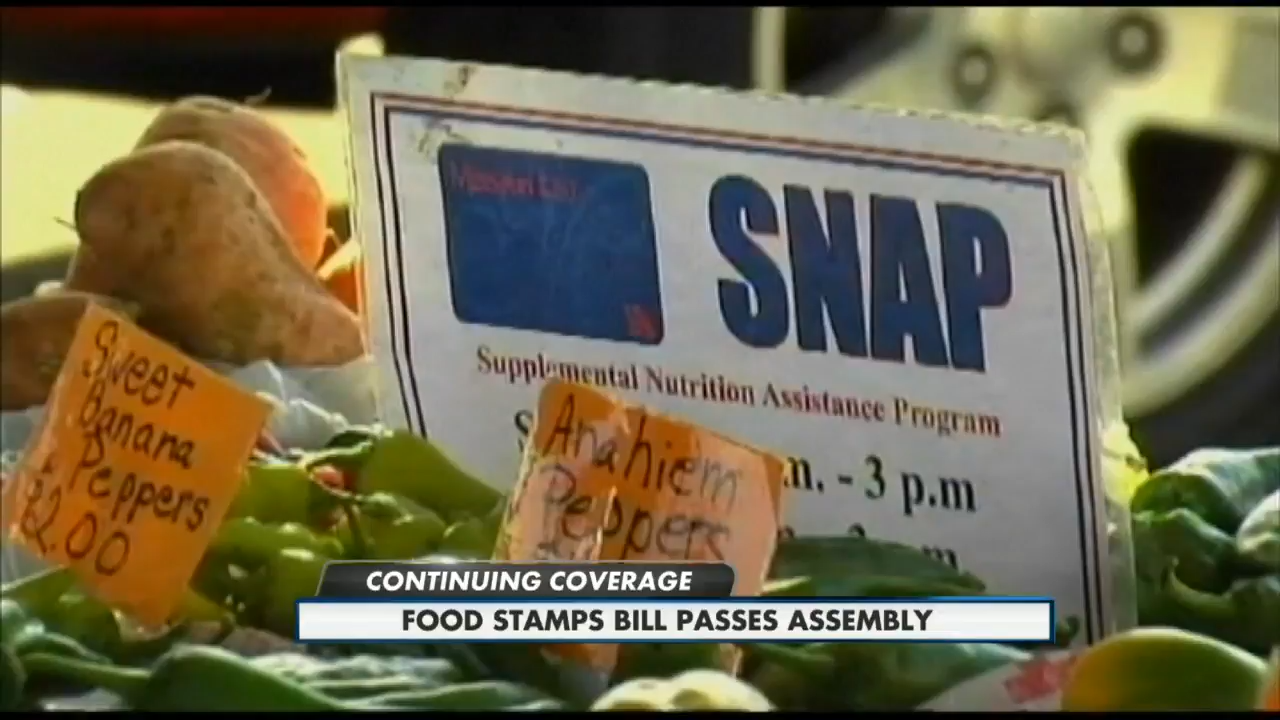 SNAP
Supplemental Nutrition Assistance Program
- 3 p.m
Sweet
Banana
Peppers
$2.00
Anahiem
Peppers
CONTINUING COVERAGE
FOOD STAMPS BILL PASSES ASSEMBLY